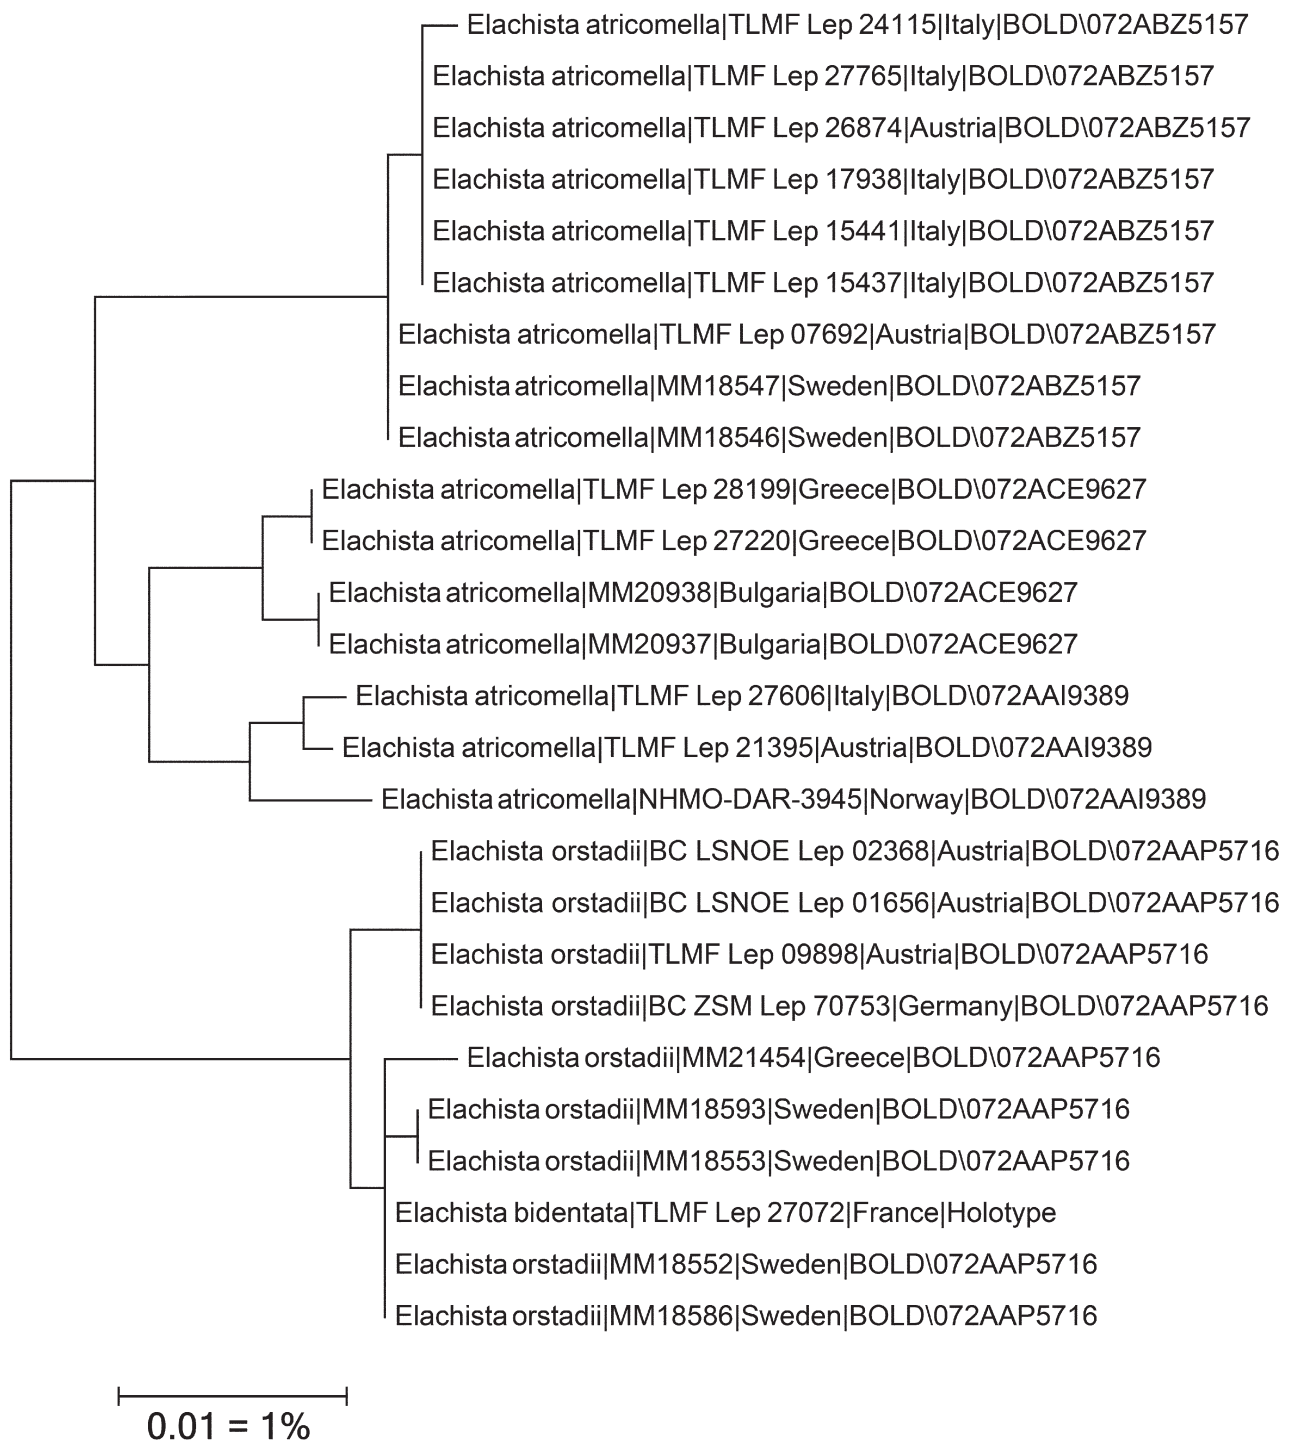 Elachista atricomella|TLMF Lep 24115|Italy|BOLD\072ABZ5157
Elachista atricomella|TLMF Lep 27765|Italy|BOLD\072ABZ5157
Elachista atricomella|TLMF Lep 26874|Austria|BOLD\072ABZ5157
Elachista atricomella|TLMF Lep 17938|Italy|BOLD\072ABZ5157
Elachista atricomella|TLMF Lep 15441|Italy|BOLD\072ABZ5157
Elachista atricomella|TLMF Lep 15437|Italy|BOLD\072ABZ5157
Elachista atricomella|TLMF Lep 07692|Austria|BOLD\072ABZ5157
Elachista atricomella|MM18547|Sweden|BOLD\072ABZ5157
Elachista atricomella|MM18546|Sweden|BOLD\072ABZ5157
Elachista atricomella|TLMF Lep 28199|Greece|BOLD\072ACE9627
Elachista atricomella|TLMF Lep 27220|Greece|BOLD\072ACE9627
Elachista atricomella|MM20938|Bulgaria|BOLD\072ACE9627
Elachista atricomella|MM20937|Bulgaria|BOLD\072ACE9627
Elachista atricomella|TLMF Lep 27606|Italy|BOLD\072AAI9389
Elachista atricomella|TLMF Lep 21395|Austria|BOLD\072AAI9389
Elachista atricomella|NHMO-DAR-3945|Norway|BOLD\072AAI9389
Elachista orstadii|BC LSNOE Lep 02368|Austria|BOLD\072AAP5716
Elachista orstadii|BC LSNOE Lep 01656|Austria|BOLD\072AAP5716
Elachista orstadii|TLMF Lep 09898|Austria|BOLD\072AAP5716
Elachista orstadii|BC ZSM Lep 70753|Germany|BOLD\072AAP5716
Elachista orstadii|MM21454|Greece|BOLD\072AAP5716
Elachista orstadii|MM18593|Sweden|BOLD\072AAP5716
Elachista orstadii|MM18553|Sweden|BOLD\072AAP5716
Elachista bidentata|TLMF Lep 27072|France|Holotype
Elachista orstadii|MM18552|Sweden|BOLD\072AAP5716
Elachista orstadii|MM18586|Sweden|BOLD\072AAP5716
0.01 = 1%